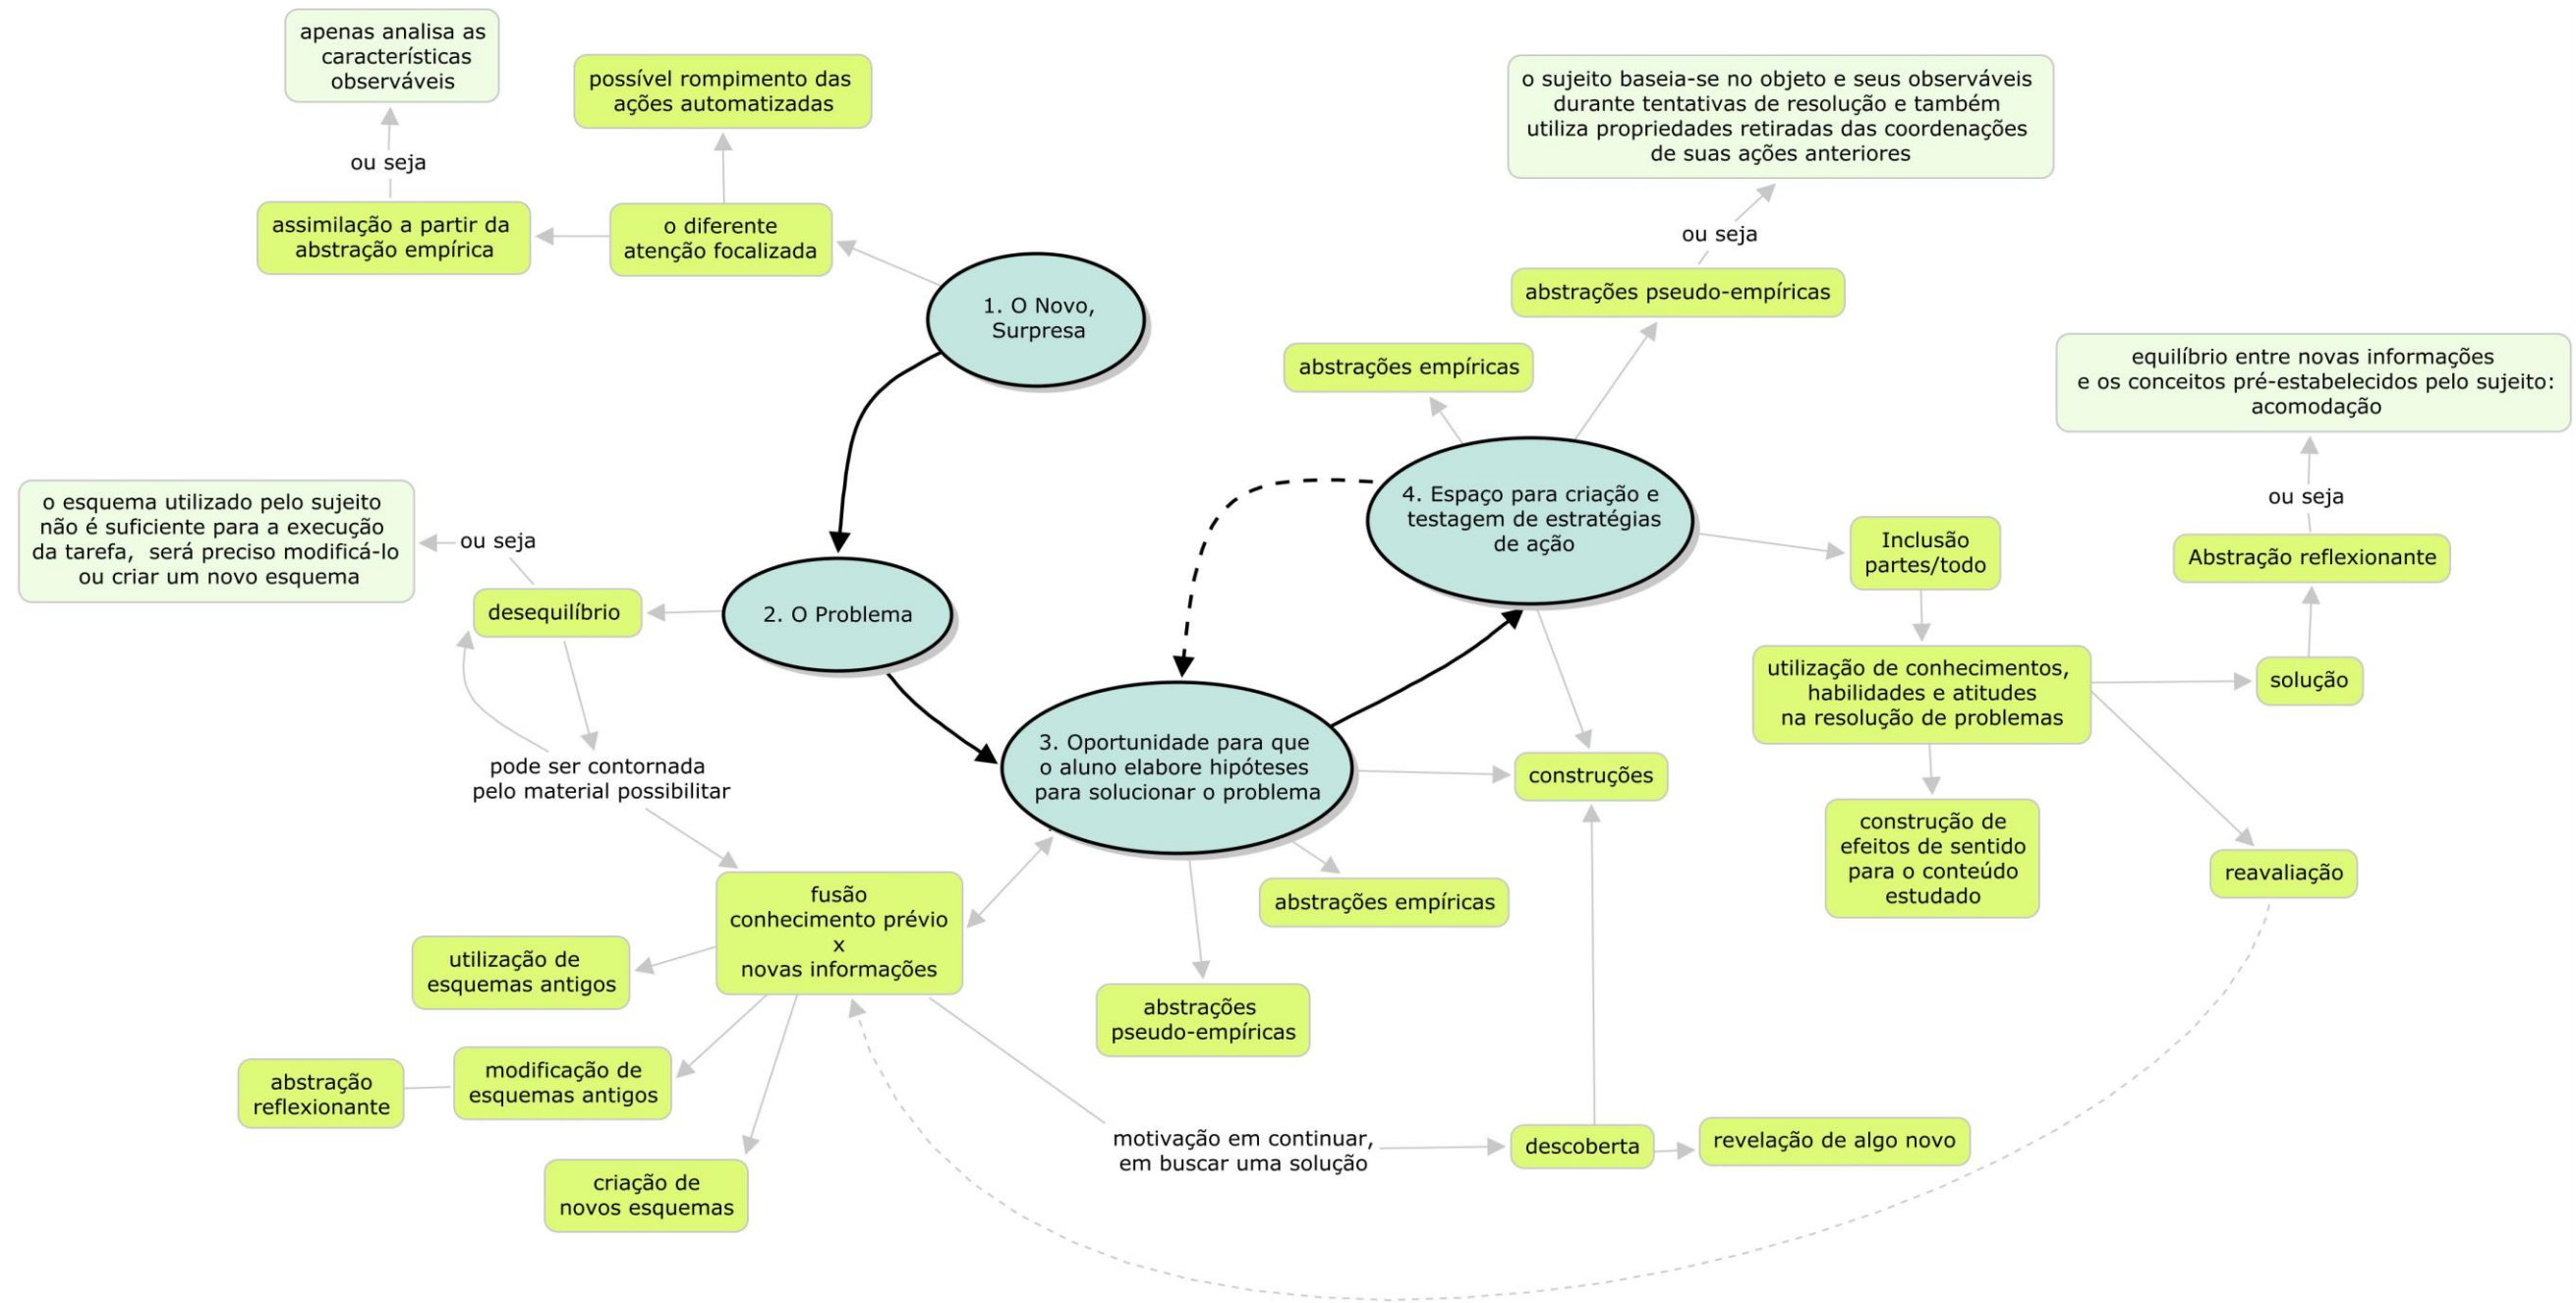 apenas analisa as
características
observáveis
possível rompimento das
ações automatizadas
ou seja
assimilação a partir da
abstração empírica
o diferente
atenção focalizada
1. O Novo,
Surpresa
o sujeito baseia-se no objeto e seus observáveis
durante tentativas de resolução e também
utiliza propriedades retiradas das coordenações
de suas ações anteriores
ou seja
abstrações pseudo-empíricas
abstrações empíricas
equilíbrio entre novas informações
e os conceitos pré-estabelecidos pelo sujeito:
acomodação
ou seja
Abstração reflexionante
4. Espaço para criação e
testagem de estratégias
de ação
Inclusão
partes/todo
utilização de conhecimentos,
habilidades e atitudes
na resolução de problemas
solução
construção de
efeitos de sentido
para o conteúdo
estudado
reavaliação
o esquema utilizado pelo sujeito
não é suficiente para a execução
da tarefa, será preciso modificá-lo
ou criar um novo esquema
ou seja
desequilíbrio
2. O Problema
pode ser contornada
pelo material possibilitar
3. Oportunidade para que
o aluno elabore hipóteses
para solucionar o problema
construções
abstrações empíricas
abstrações
pseudo-empíricas
fusão
conhecimento prévio
x
novas informações
utilização de
esquemas antigos
modificação de
esquemas antigos
abstração
reflexionante
criação de
novos esquemas
motivação em continuar,
em buscar uma solução
descoberta
revelação de algo novo